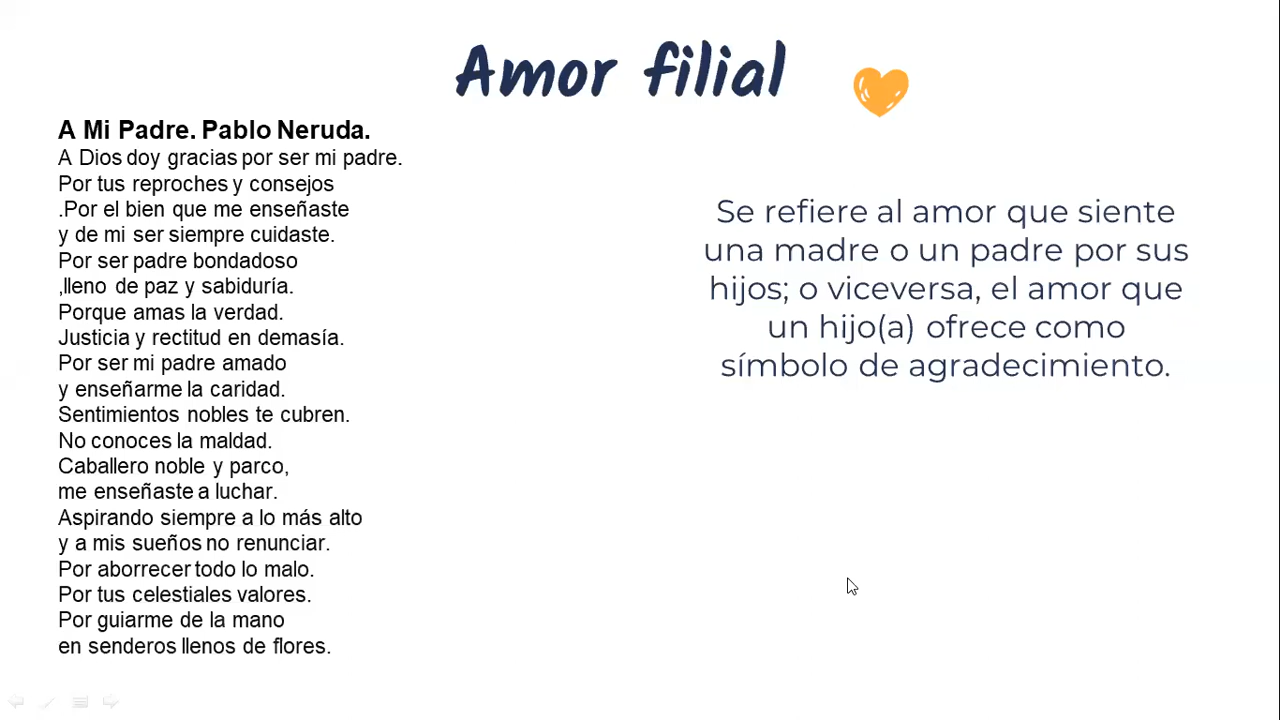 Amor filial
A Mi Padre. Pablo Neruda.
A Dios doy gracias por ser mi padre.
Por tus reproches y consejos
.Por el bien que me enseñaste
y de mi ser siempre cuidaste.
Por ser padre bondadoso
,lleno de paz y sabiduría.
Porque amas la verdad.
Justicia y rectitud en demasía.
Por ser mi padre amado
y enseñarme la caridad.
Sentimientos nobles te cubren.
No conoces la maldad.
Caballero noble y parco,
me enseñaste a luchar.
Aspirando siempre a lo más alto
y a mis sueños no renunciar.
Por aborrecer todo lo malo.
Por tus celestiales valores.
Por guiarme de la mano
en senderos llenos de flores.
Se refiere al amor que siente
una madre o un padre por sus
hijos; o viceversa, el amor que
un hijo(a) ofrece como
símbolo de agradecimiento.